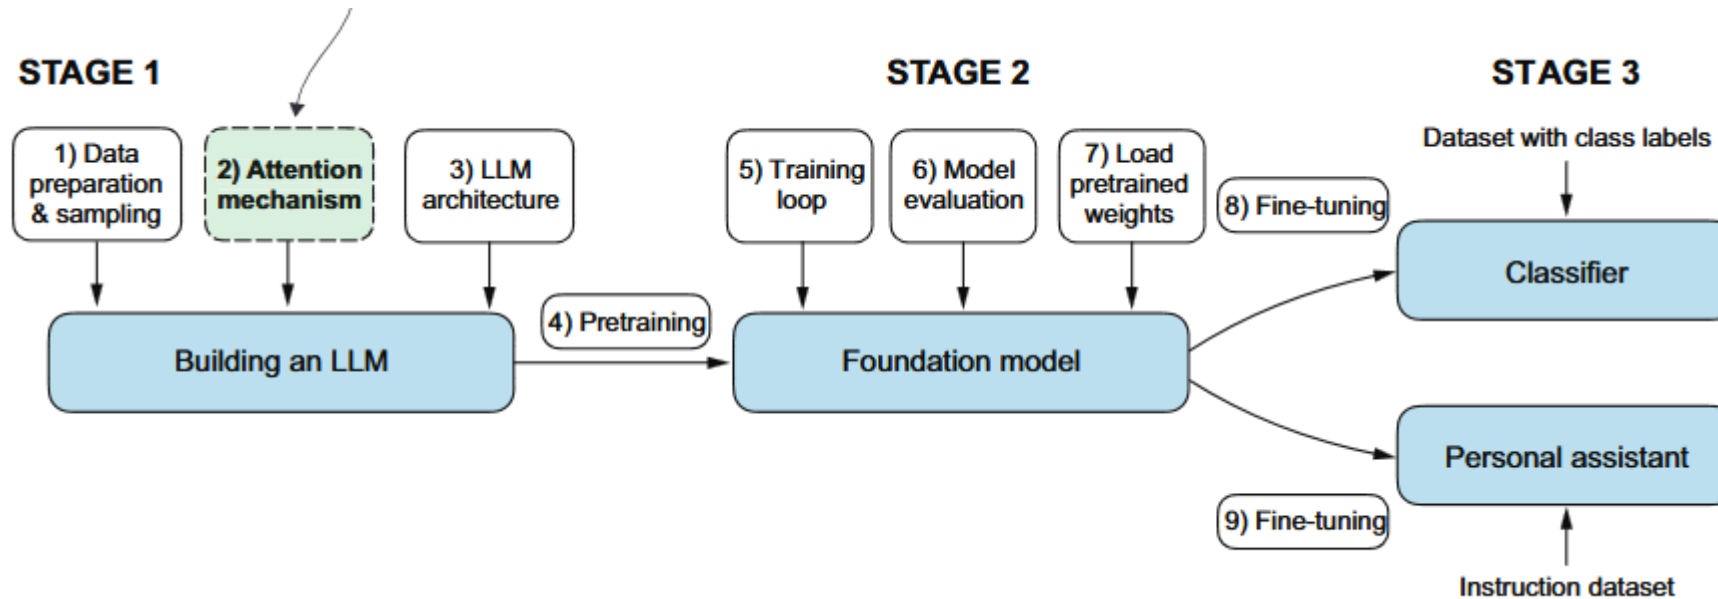 STAGE 1
STAGE 2
STAGE 3
1) Data
preparation
& sampling
2) Attention
mechanism
3) LLM
architecture
5) Training
loop
6) Model
evaluation
7) Load
pretrained
weights
Dataset with class labels
8) Fine-tuning
Classifier
4) Pretraining
Building an LLM
Foundation model
Personal assistant
9) Fine-tuning
Instruction dataset